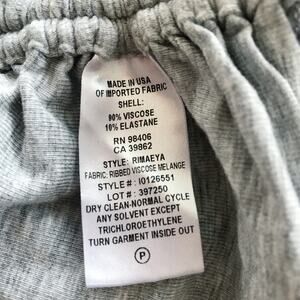 MADE IN USA
OF IMPORTED FABRIC
SHELL:
90% VISCOSE
10% ELASTANE
RN 98406
CA 39862
STYLE: RIMAEYA
FABRIC: RIBBED VISCOSE MELANGE
STYLE # : I0126551
LOT # : 397250
DRY CLEAN-NORMAL CYCLE
ANY SOLVENT EXCEPT
TRICHLOROETHYLENE
TURN GARMENT INSIDE OUT
P